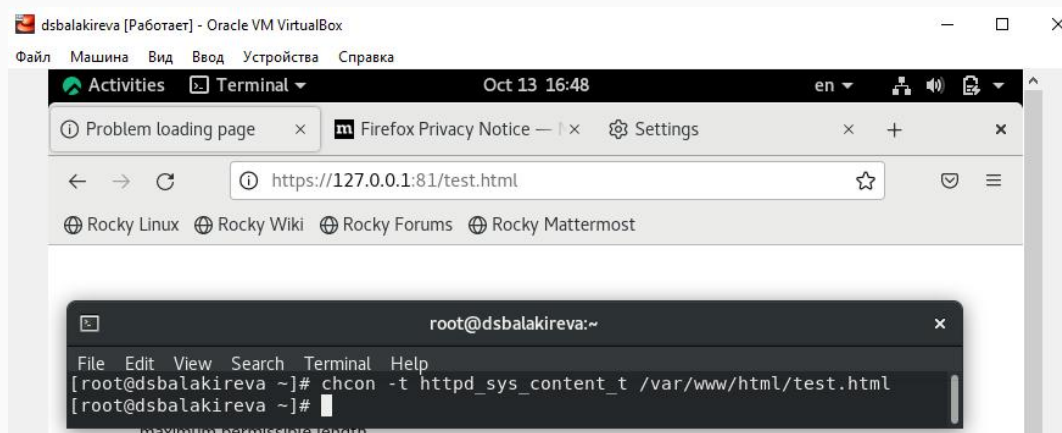 dsbalakireva [Работает] - Oracle VM VirtualBox
Файл Машина Вид Ввод Устройства Справка
Activities Terminal Oct 13 16:48 en
Problem loading page Firefox Privacy Notice — Settings
https://127.0.0.1:81/test.html
Rocky Linux Rocky Wiki Rocky Forums Rocky Mattermost
root@dsbalakireva:~
File Edit View Search Terminal Help
[root@dsbalakireva ~]# chcon -t httpd_sys_content_t /var/www/html/test.html
[root@dsbalakireva ~]#
maximum permissible length